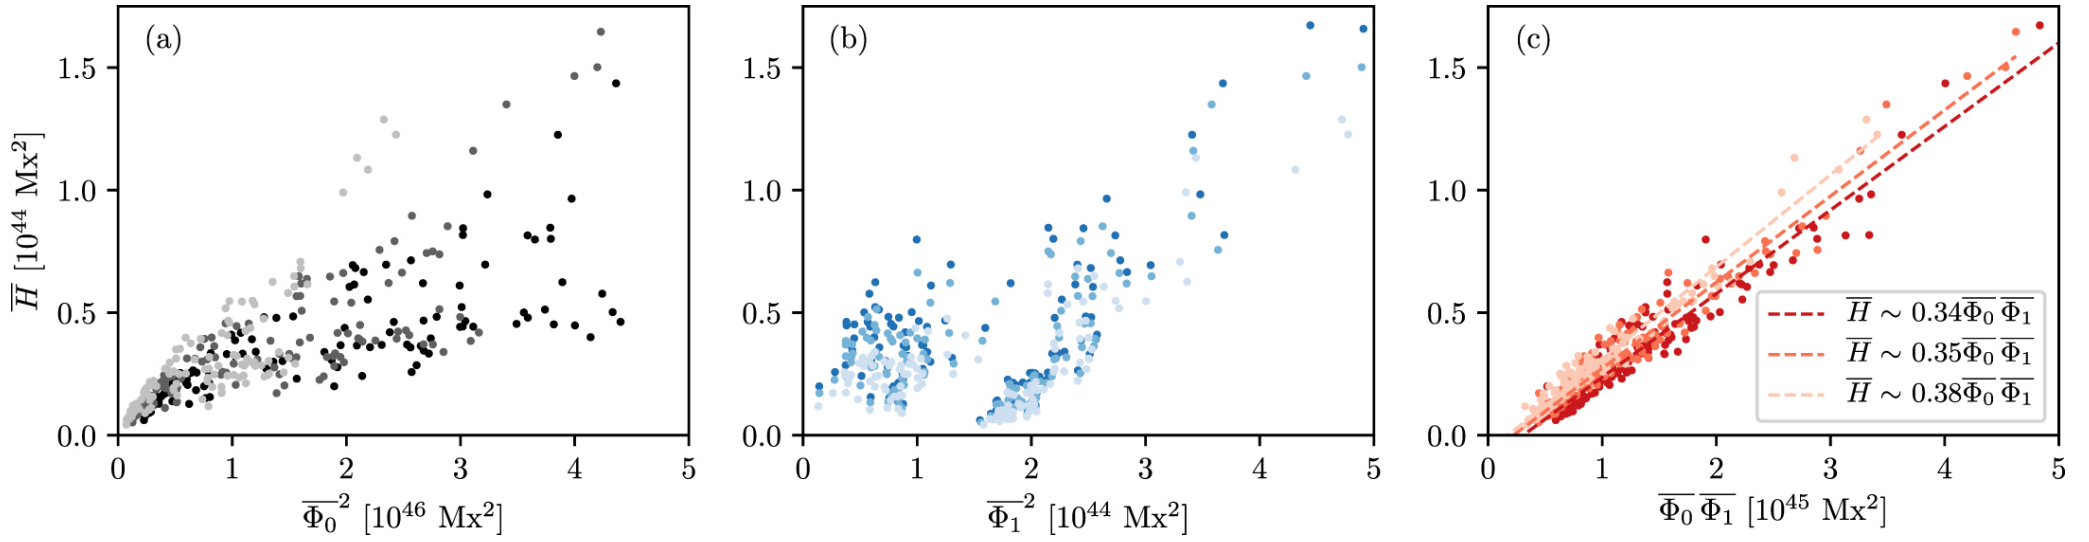 (a)
H̅ [10⁴⁴ Mx²]
1.5
1.0
0.5
0.0
0 1 2 3 4 5
Φ̅₀² [10⁴⁶ Mx²]
(b)
1.5
1.0
0.5
0.0
0 1 2 3 4 5
Φ̅₁² [10⁴⁴ Mx²]
(c)
1.5
1.0
0.5
0.0
H̅ ∼ 0.34Φ̅₀ Φ̅₁
H̅ ∼ 0.35Φ̅₀ Φ̅₁
H̅ ∼ 0.38Φ̅₀ Φ̅₁
0 1 2 3 4 5
Φ̅₀ Φ̅₁ [10⁴⁵ Mx²]